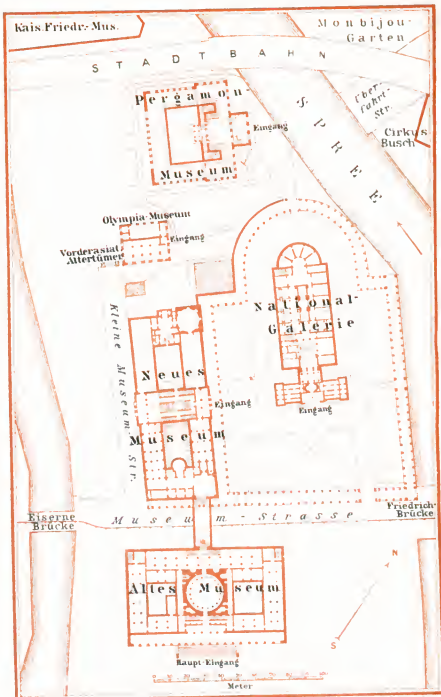 Kais. Friedr.- Mus.
Monbijou-
Garten
STADTBAHN
Über-
fahrt-
Str.
Cirkus
Busch
SPREE
Pergamon
Eingang
Museum
Olympia-Museum
Eingang
Vorderasiat.
Altertümer
Kleine Museum Str.
National-
Galerie
Eingang
Neues
Eingang
Museum
Eiserne
Brücke
Museum-Strasse
Friedrich-
Brücke
Altes Museum
N
S
Haupt-Eingang
Meter